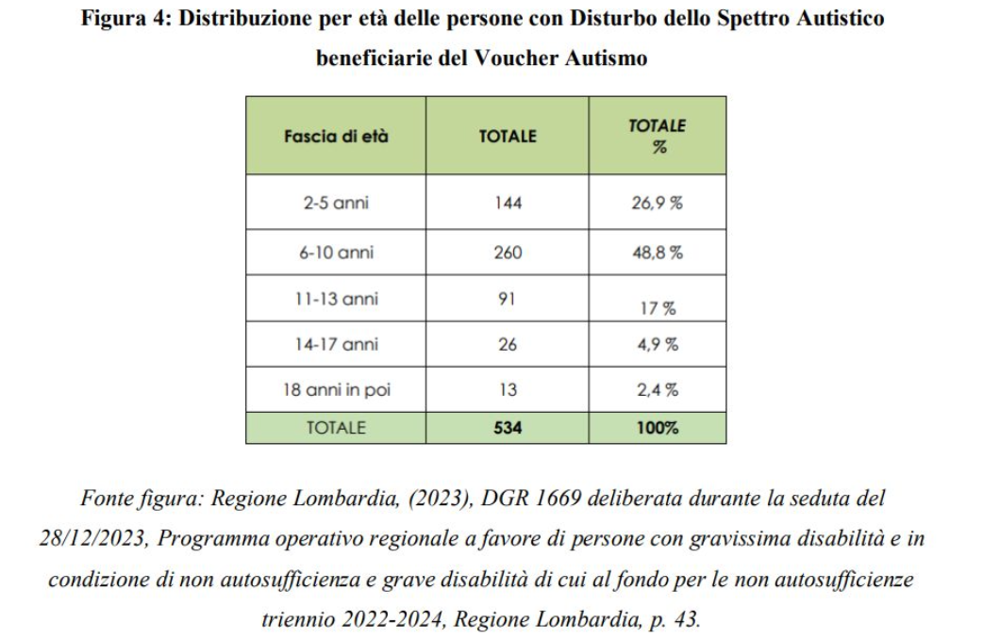 Figura 4: Distribuzione per età delle persone con Disturbo dello Spettro Autistico
beneficiarie del Voucher Autismo
Fascia di età TOTALE TOTALE
%
2-5 anni 144 26,9 %
6-10 anni 260 48,8 %
11-13 anni 91 17 %
14-17 anni 26 4,9 %
18 anni in poi 13 2,4 %
TOTALE 534 100%
Fonte figura: Regione Lombardia, (2023), DGR 1669 deliberata durante la seduta del
28/12/2023, Programma operativo regionale a favore di persone con gravissima disabilità e in
condizione di non autosufficienza e grave disabilità di cui al fondo per le non autosufficienze
triennio 2022-2024, Regione Lombardia, p. 43.